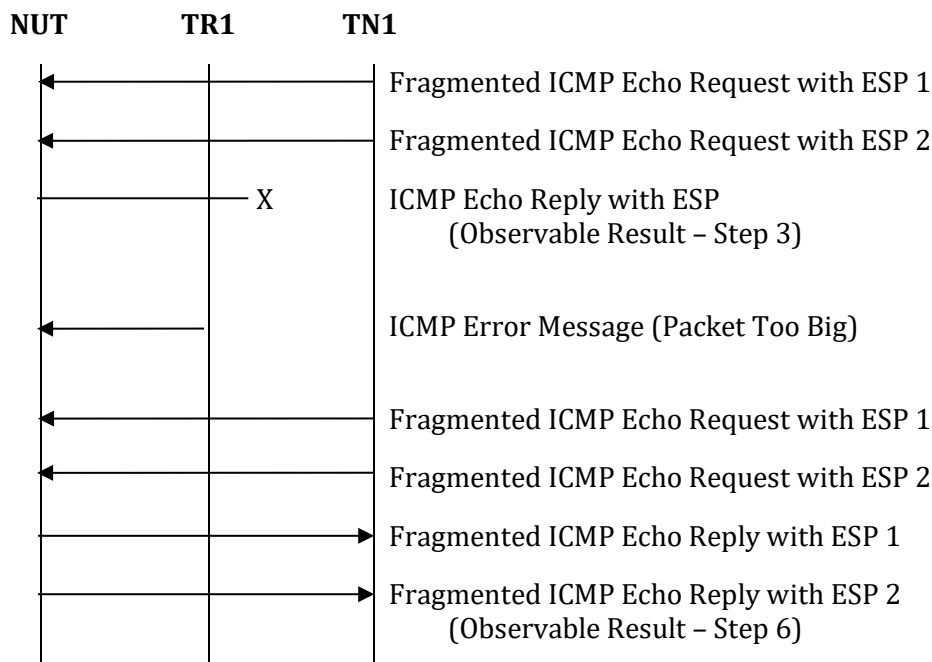 NUT TR1 TN1
Fragmented ICMP Echo Request with ESP 1
Fragmented ICMP Echo Request with ESP 2
X ICMP Echo Reply with ESP
(Observable Result – Step 3)
ICMP Error Message (Packet Too Big)
Fragmented ICMP Echo Request with ESP 1
Fragmented ICMP Echo Request with ESP 2
Fragmented ICMP Echo Reply with ESP 1
Fragmented ICMP Echo Reply with ESP 2
(Observable Result – Step 6)